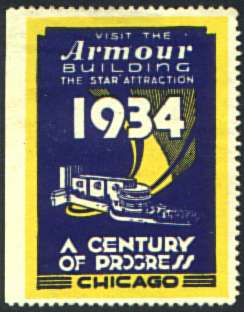 VISIT THE
Armour
BUILDING
THE STAR ATTRACTION
1934
A CENTURY
OF PROGRESS
CHICAGO